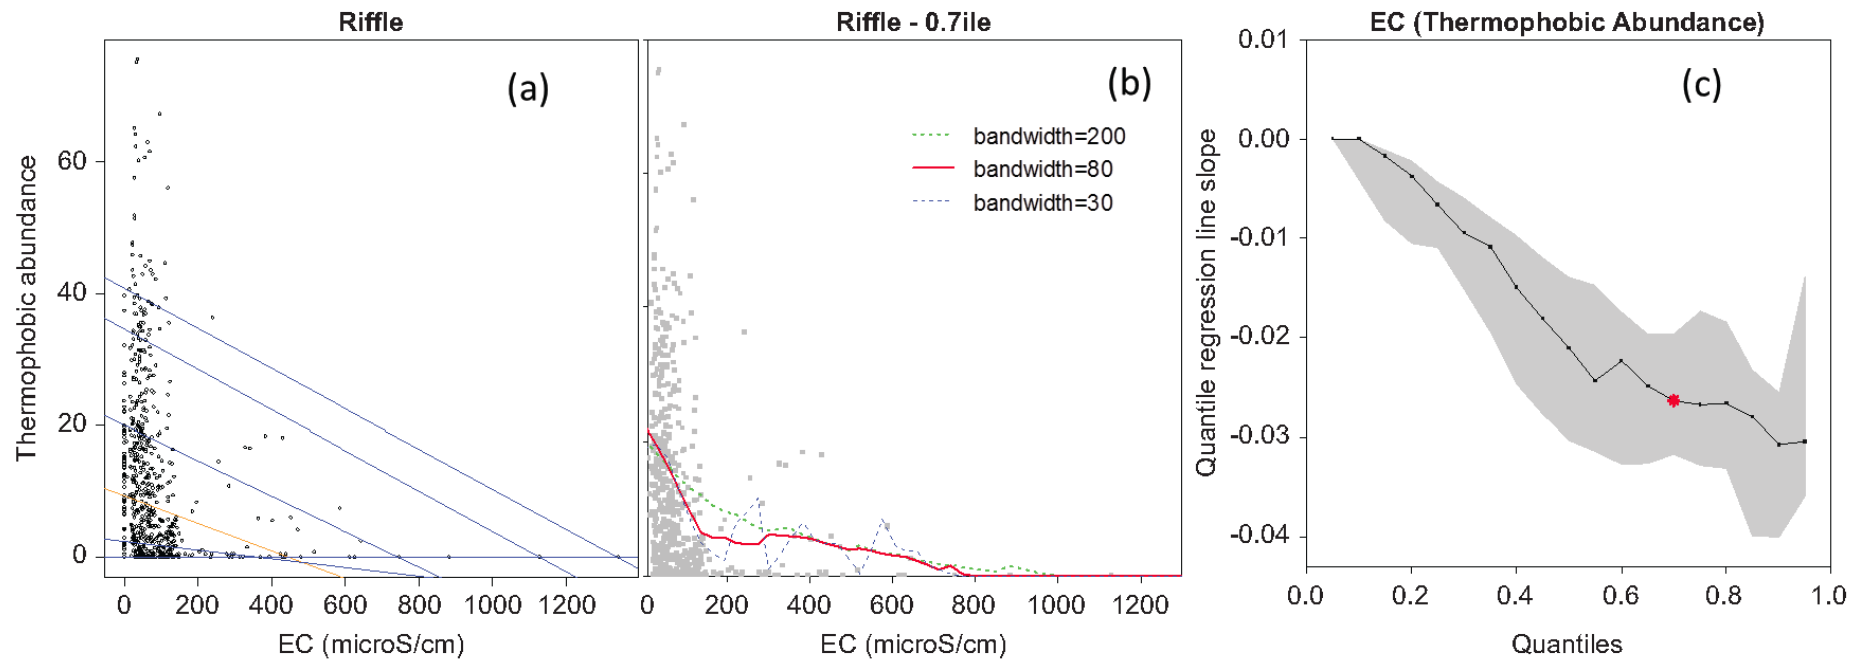 Riffle
(a)
Thermophobic abundance
60
40
20
0
0 200 400 600 800 1000 1200
EC (microS/cm)
Riffle - 0.7ile
(b)
bandwidth=200
bandwidth=80
bandwidth=30
0 200 400 600 800 1000 1200
EC (microS/cm)
EC (Thermophobic Abundance)
(c)
Quantile regression line slope
0.01
0.00
-0.01
-0.02
-0.03
-0.04
0.0 0.2 0.4 0.6 0.8 1.0
Quantiles